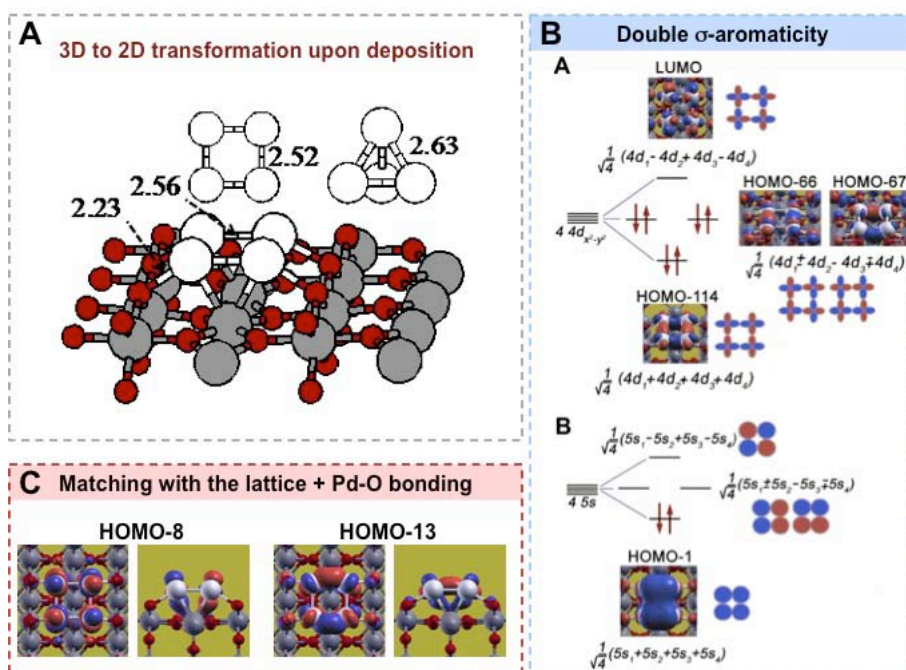 A
3D to 2D transformation upon deposition
2.52
2.63
2.56
2.23
B
Double σ-aromaticity
A
LUMO
1/√4 (4d₁- 4d₂+ 4d₃- 4d₄)
HOMO-66 HOMO-67
4 4dₓ²₋ᵧ²
1/√4 (4d₁± 4d₂- 4d₃∓4d₄)
HOMO-114
1/√4 (4d₁+4d₂+ 4d₃+ 4d₄)
B
1/√4(5s₁-5s₂+5s₃-5s₄)
4 5s
1/√4(5s₁±5s₂-5s₃∓5s₄)
HOMO-1
1/√4(5s₁+5s₂+5s₃+5s₄)
C
Matching with the lattice + Pd-O bonding
HOMO-8
HOMO-13